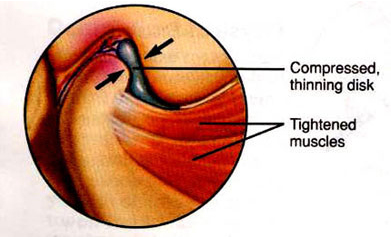 Compressed,
thinning disk
Tightened
muscles